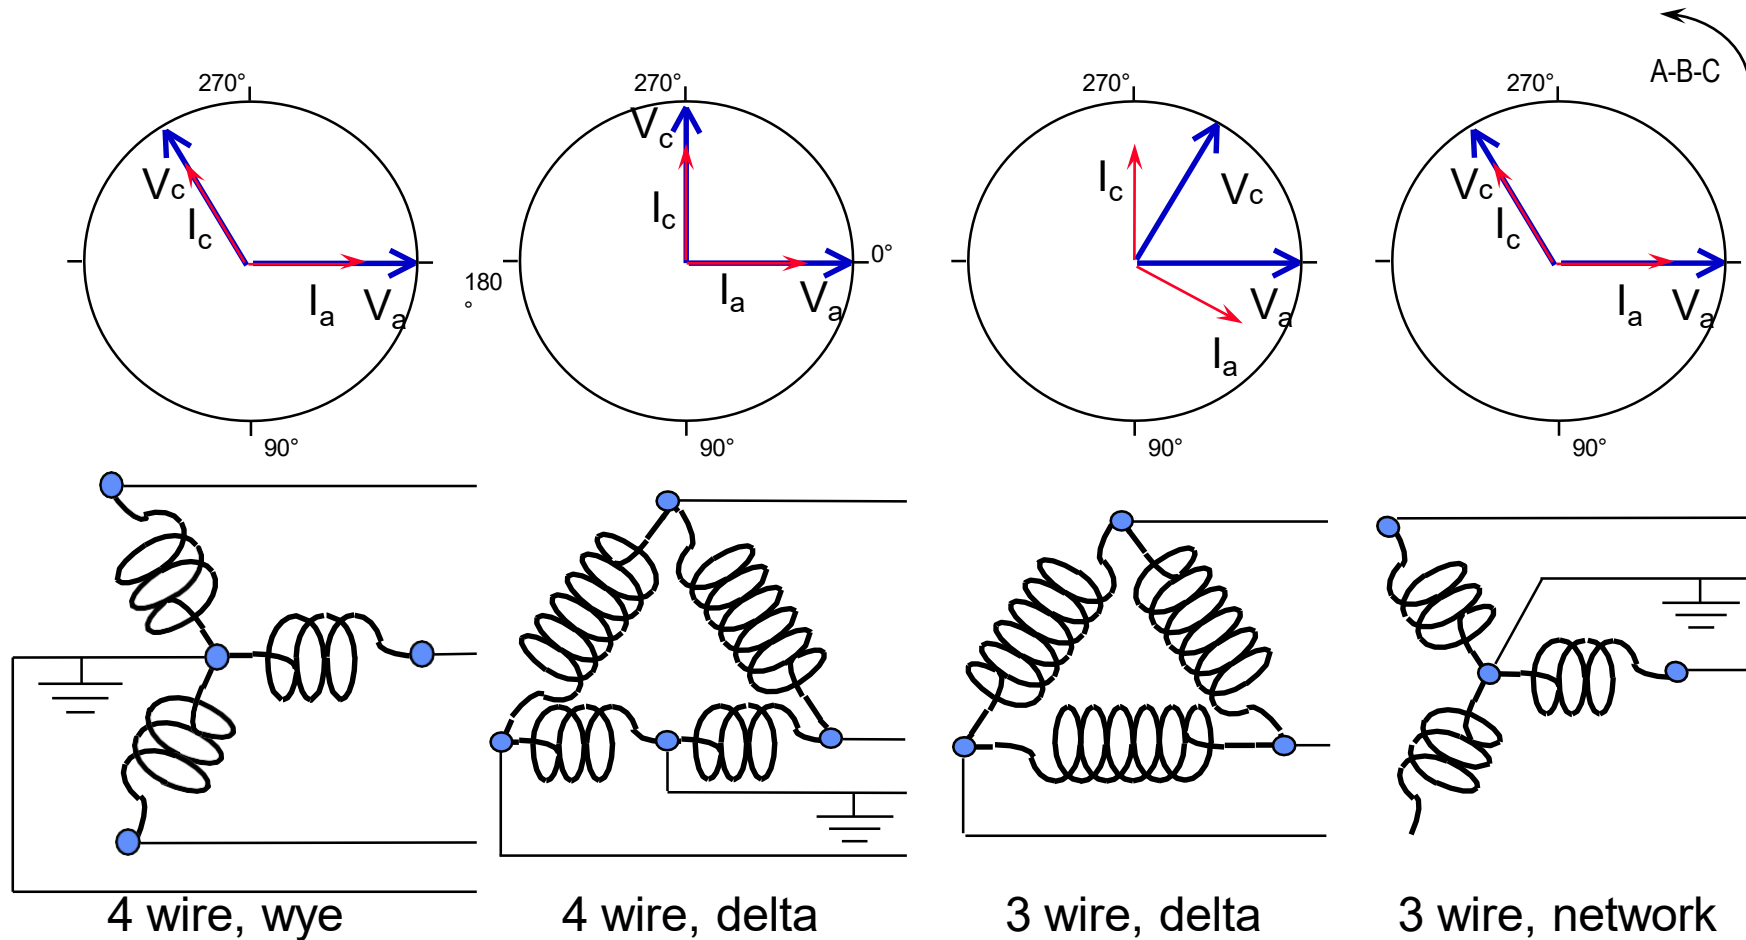 A-B-C
270°
Vc
Ic
Ia
Va
90°
270°
Vc
Ic
0°
180
°
Ia
Va
90°
270°
Ic
Vc
Va
Ia
90°
270°
Vc
Ic
Ia
Va
90°
4 wire, wye
4 wire, delta
3 wire, delta
3 wire, network